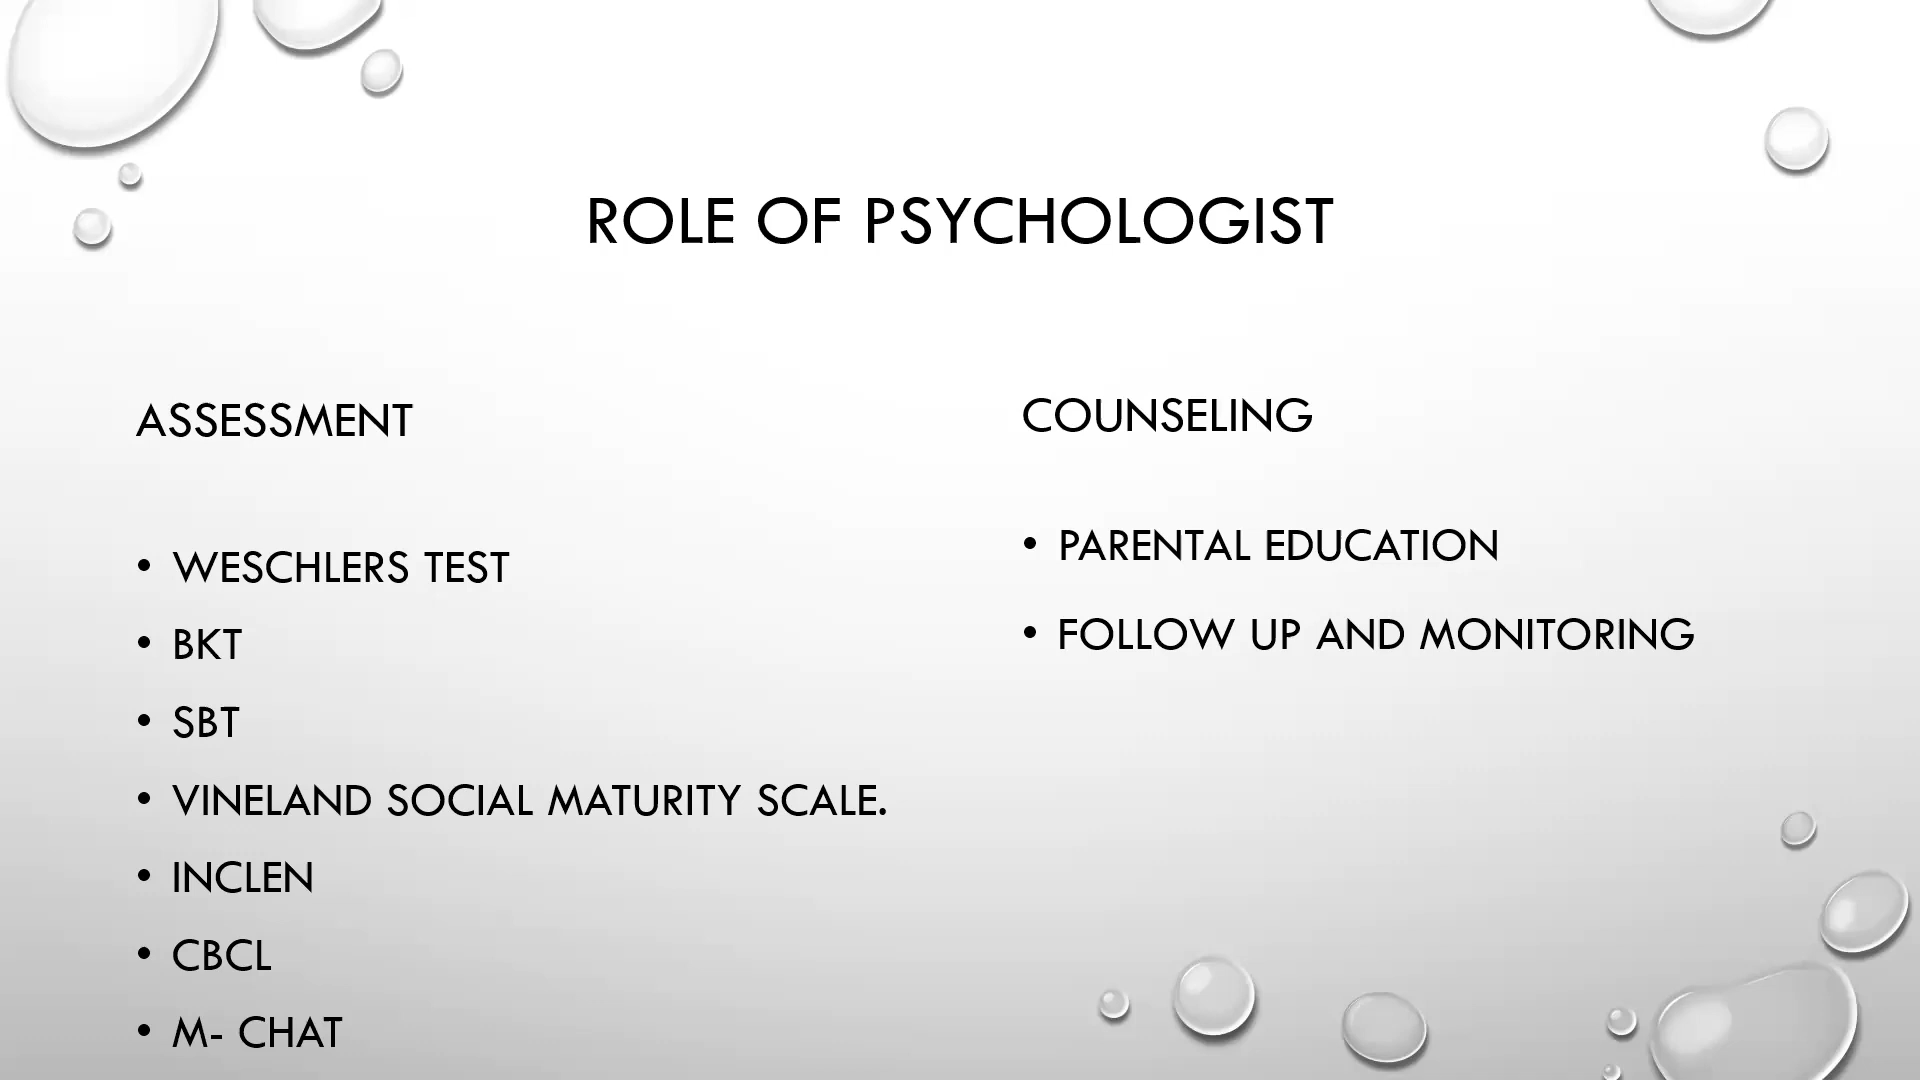 ROLE OF PSYCHOLOGIST
ASSESSMENT
• WESCHLERS TEST
• BKT
• SBT
• VINELAND SOCIAL MATURITY SCALE.
• INCLEN
• CBCL
• M- CHAT
COUNSELING
• PARENTAL EDUCATION
• FOLLOW UP AND MONITORING